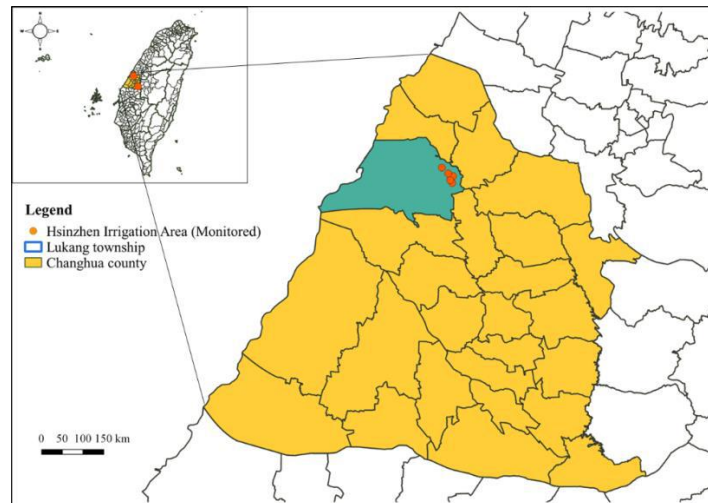 Legend
Hsinzhen Irrigation Area (Monitored)
Lukang township
Changhua county
0 50 100 150 km